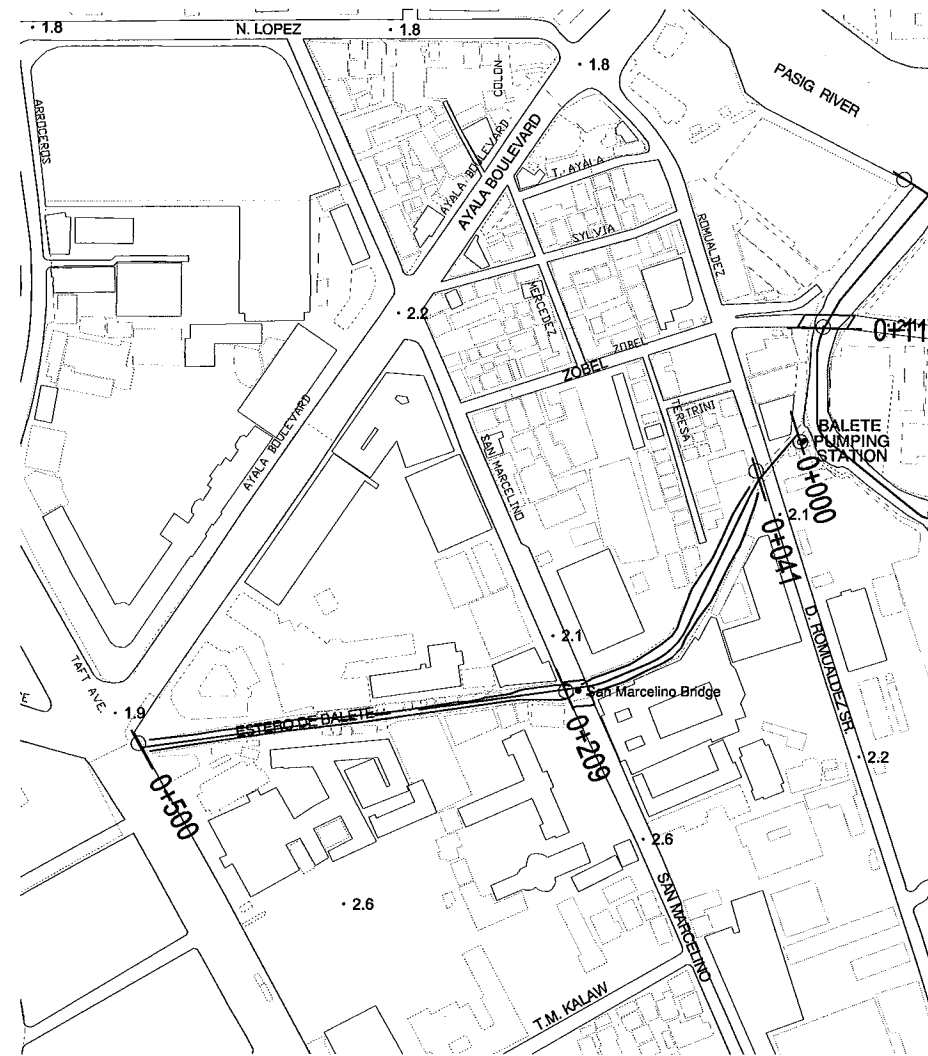 1.8
N. LOPEZ
1.8
1.8
COLON
PASIG RIVER
ARROCEROS
AYALA BOULEVARD
AYALA BOULEVARD
T. AYALA
SYLVIA
ROMUALDEZ
MERCEDEZ
2.2
ZOBEL
ZOBEL
TRINI
TERESA
BALETE
PUMPING
STATION
AYALA BOULEVARD
SAN MARCELINO
0+000
2.1
0+041
D. ROMUALDEZ SR.
2.1
San Marcelino Bridge
TAFT AVE.
1.9
ESTERO DE BALETE
0+209
2.2
0+500
2.6
2.6
SAN MARCELINO
T.M. KALAW